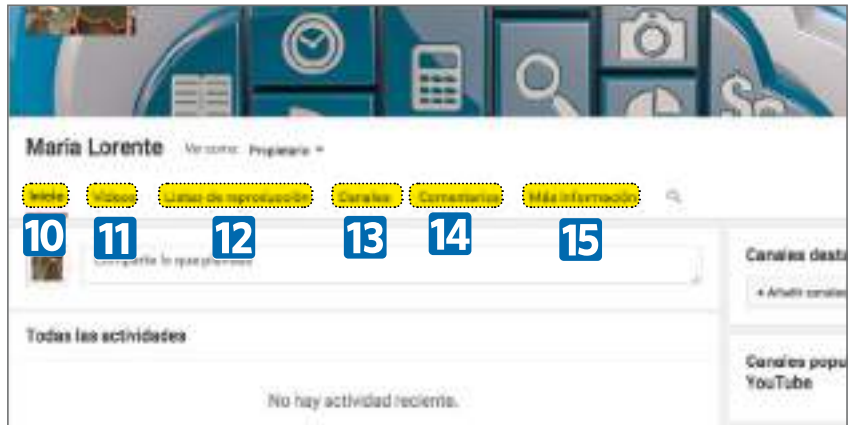 María Lorente Ver como: Propietario
Inicio Vídeos Listas de reproducción Canales Comentarios Más información
10 11 12 13 14 15
Comparte lo que piensas
Canales desta
+ Añadir canales
Todas las actividades
Canales popu
YouTube
No hay actividad reciente.